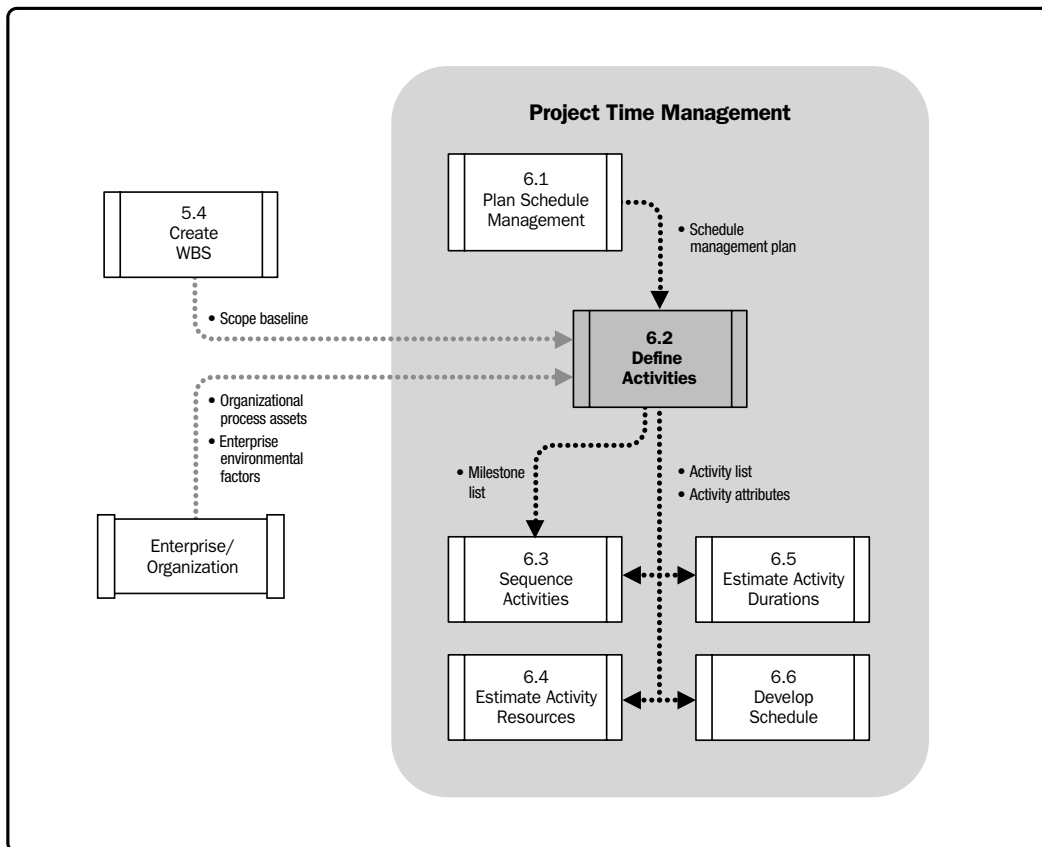 Project Time Management
6.1
Plan Schedule
Management
5.4
Create
WBS
• Schedule
management plan
• Scope baseline
6.2
Define
Activities
• Organizational
process assets
• Enterprise
environmental
factors
• Milestone
list
• Activity list
• Activity attributes
Enterprise/
Organization
6.3
Sequence
Activities
6.5
Estimate Activity
Durations
6.4
Estimate Activity
Resources
6.6
Develop
Schedule